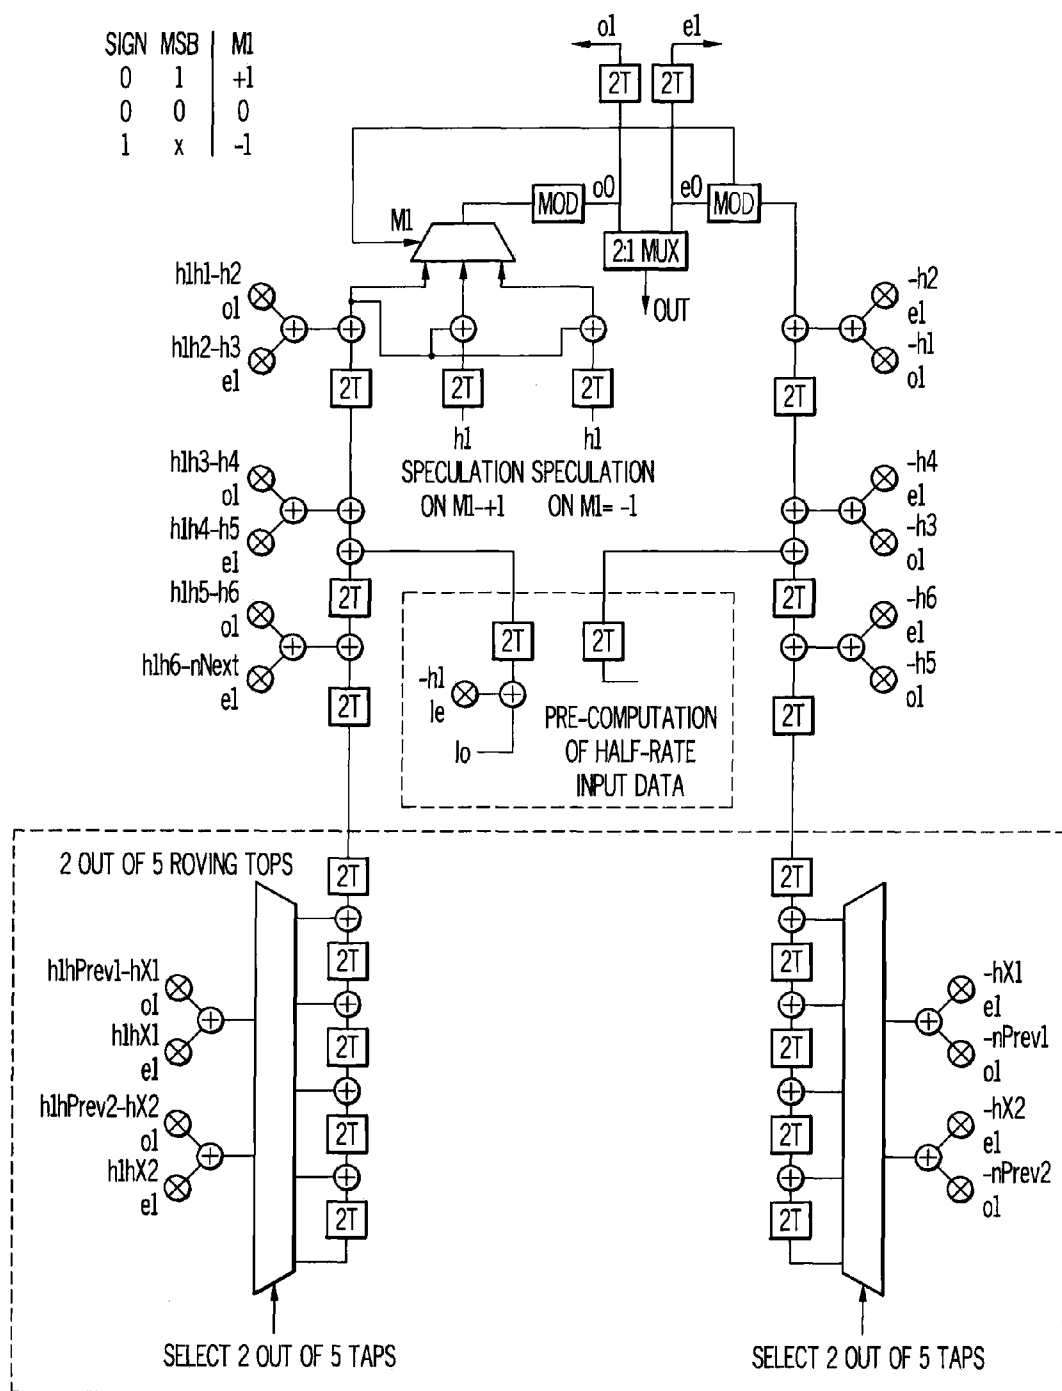 SIGN MSB M1
0 1 +1
0 0 0
1 x -1
o1
e1
2T
2T
M1
MOD
o0
e0
MOD
2:1 MUX
OUT
h1h1-h2
o1
h1h2-h3
e1
-h2
e1
-h1
o1
2T
2T
2T
2T
h1
h1
SPECULATION
ON M1-+1
SPECULATION
ON M1= -1
h1h3-h4
o1
h1h4-h5
e1
-h4
e1
-h3
o1
2T
2T
h1h5-h6
o1
h1h6-nNext
e1
-h6
e1
-h5
o1
2T
2T
2T
2T
-h1
Ie
Io
PRE-COMPUTATION
OF HALF-RATE
INPUT DATA
2 OUT OF 5 ROVING TOPS
2T
2T
2T
2T
2T
2T
2T
2T
2T
2T
h1hPrev1-hX1
o1
h1hX1
e1
h1hPrev2-hX2
o1
h1hX2
e1
-hX1
e1
-nPrev1
o1
-hX2
e1
-nPrev2
o1
SELECT 2 OUT OF 5 TAPS
SELECT 2 OUT OF 5 TAPS